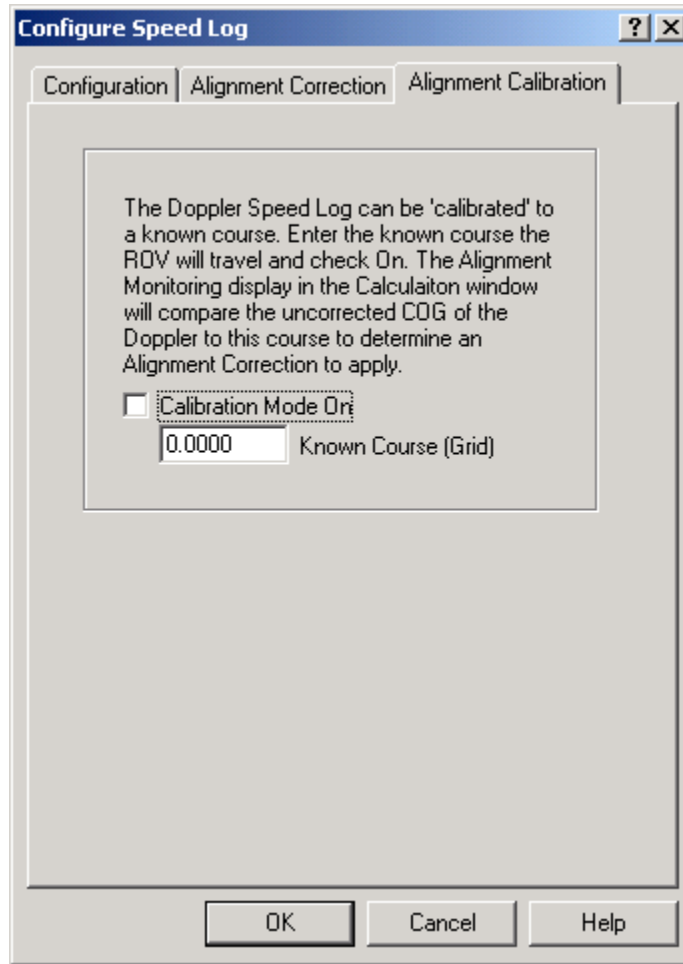 Configure Speed Log
Configuration Alignment Correction Alignment Calibration
The Doppler Speed Log can be 'calibrated' to
a known course. Enter the known course the
ROV will travel and check On. The Alignment
Monitoring display in the Calculaiton window
will compare the uncorrected COG of the
Doppler to this course to determine an
Alignment Correction to apply.
Calibration Mode On
0.0000 Known Course (Grid)
OK Cancel Help